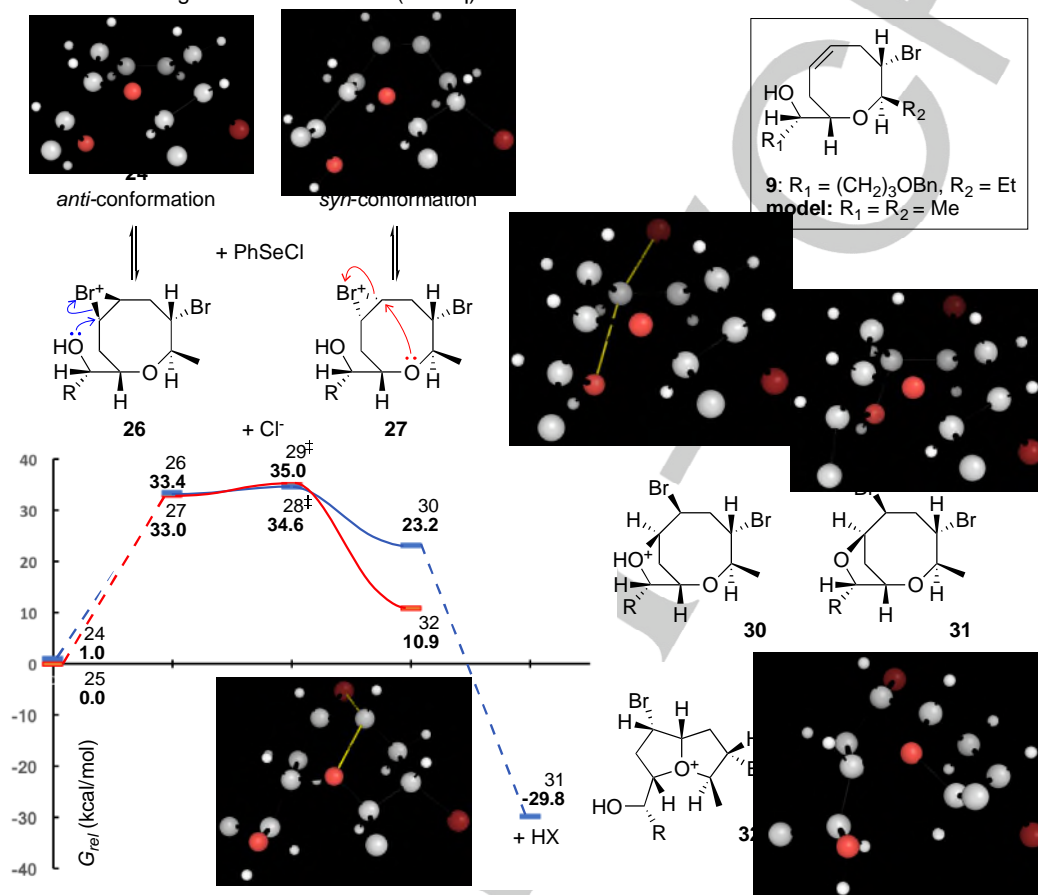 24
anti-conformation
syn-conformation
+ PhSeCl
H
Br
HO
H
R1
H
O
H
R2
9: R1 = (CH2)3OBn, R2 = Et
model: R1 = R2 = Me
Br+
H
Br
HO
H
R
H
O
H
26
Br+
H
Br
HO
H
R
H
O
H
27
+ Cl-
40
30
20
10
0
-10
-20
-30
-40
Grel (kcal/mol)
26
33.4
27
33.0
29‡
35.0
28‡
34.6
30
23.2
32
10.9
24
1.0
25
0.0
31
-29.8
+ HX
Br
H
H
Br
HO+
H
R
H
O
H
30
Br
H
H
Br
O
H
R
H
O
H
31
Br
H
H
H
O+
H
H
HO
R